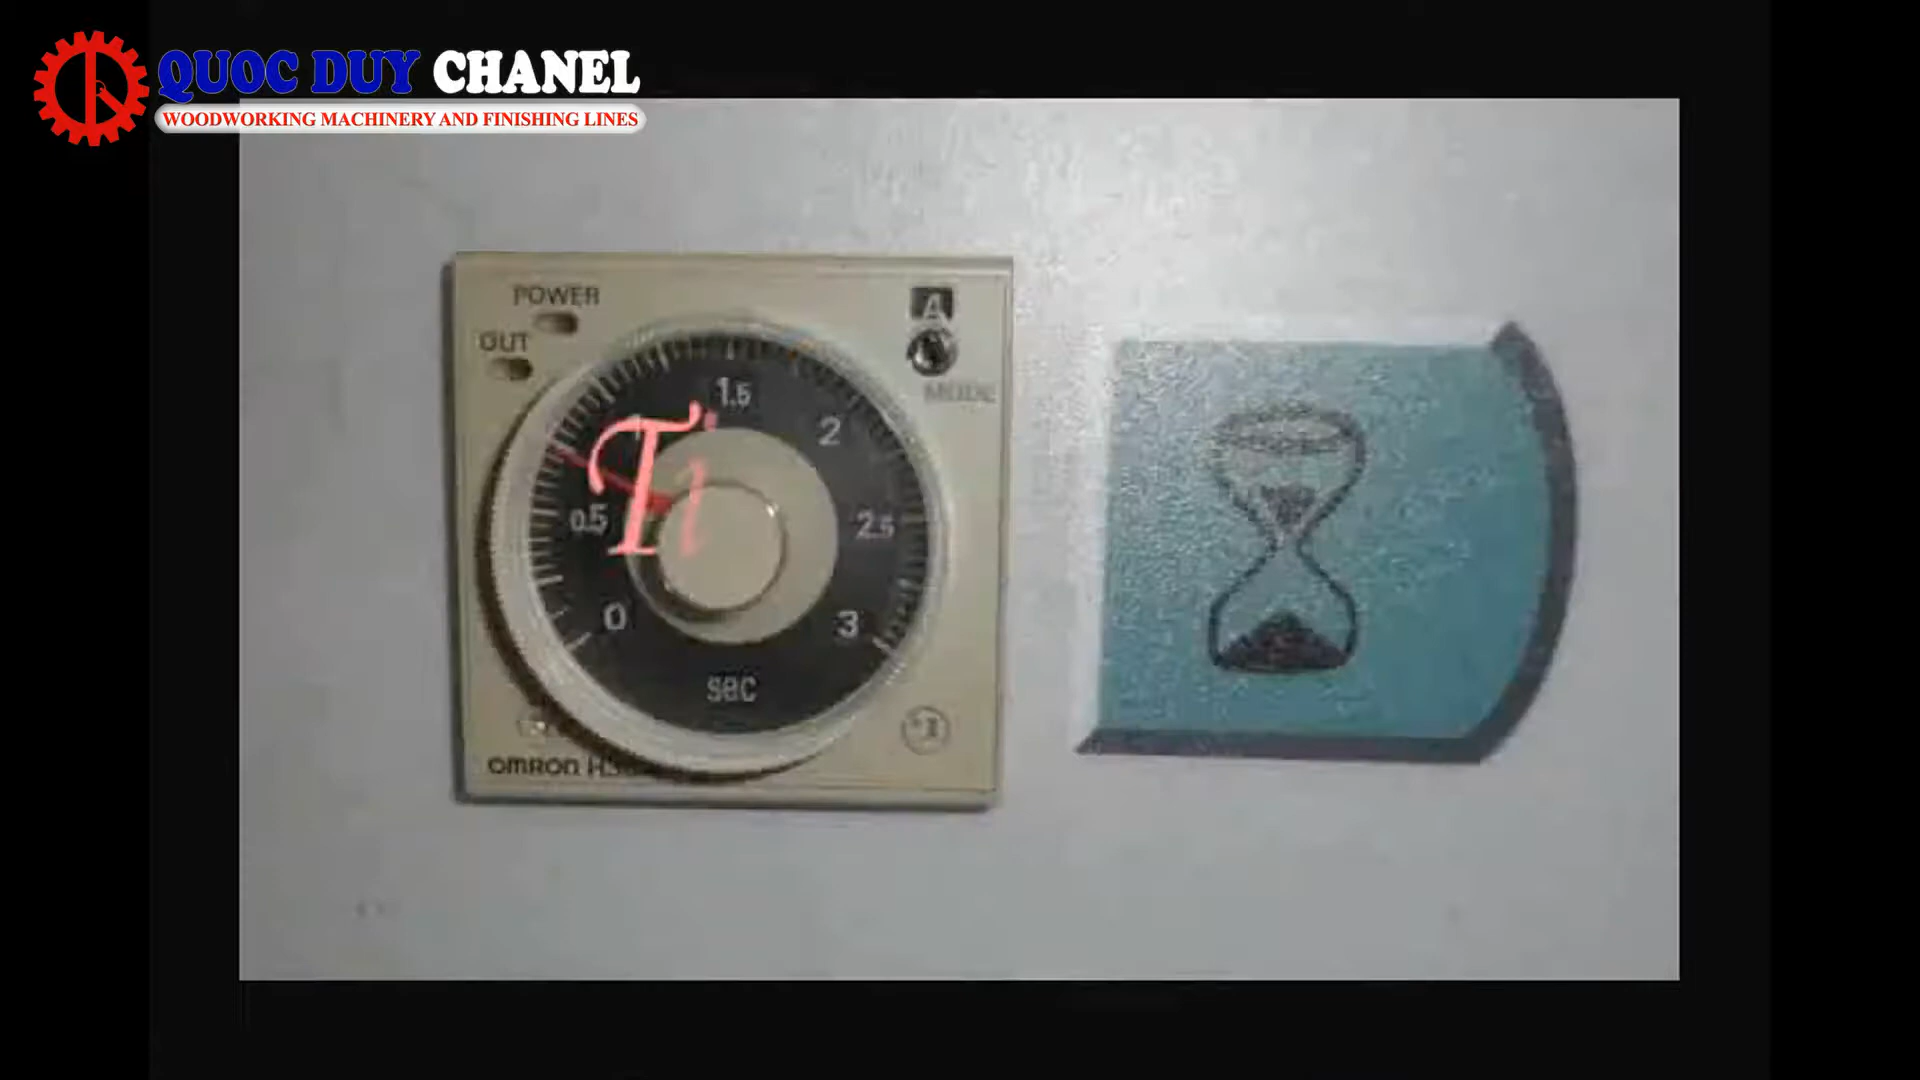 QUOC DUY CHANEL
WOODWORKING MACHINERY AND FINISHING LINES
POWER
OUT
A
MODE
1.5
2
Ti
0.5
2.5
0
3
sec
OMRON